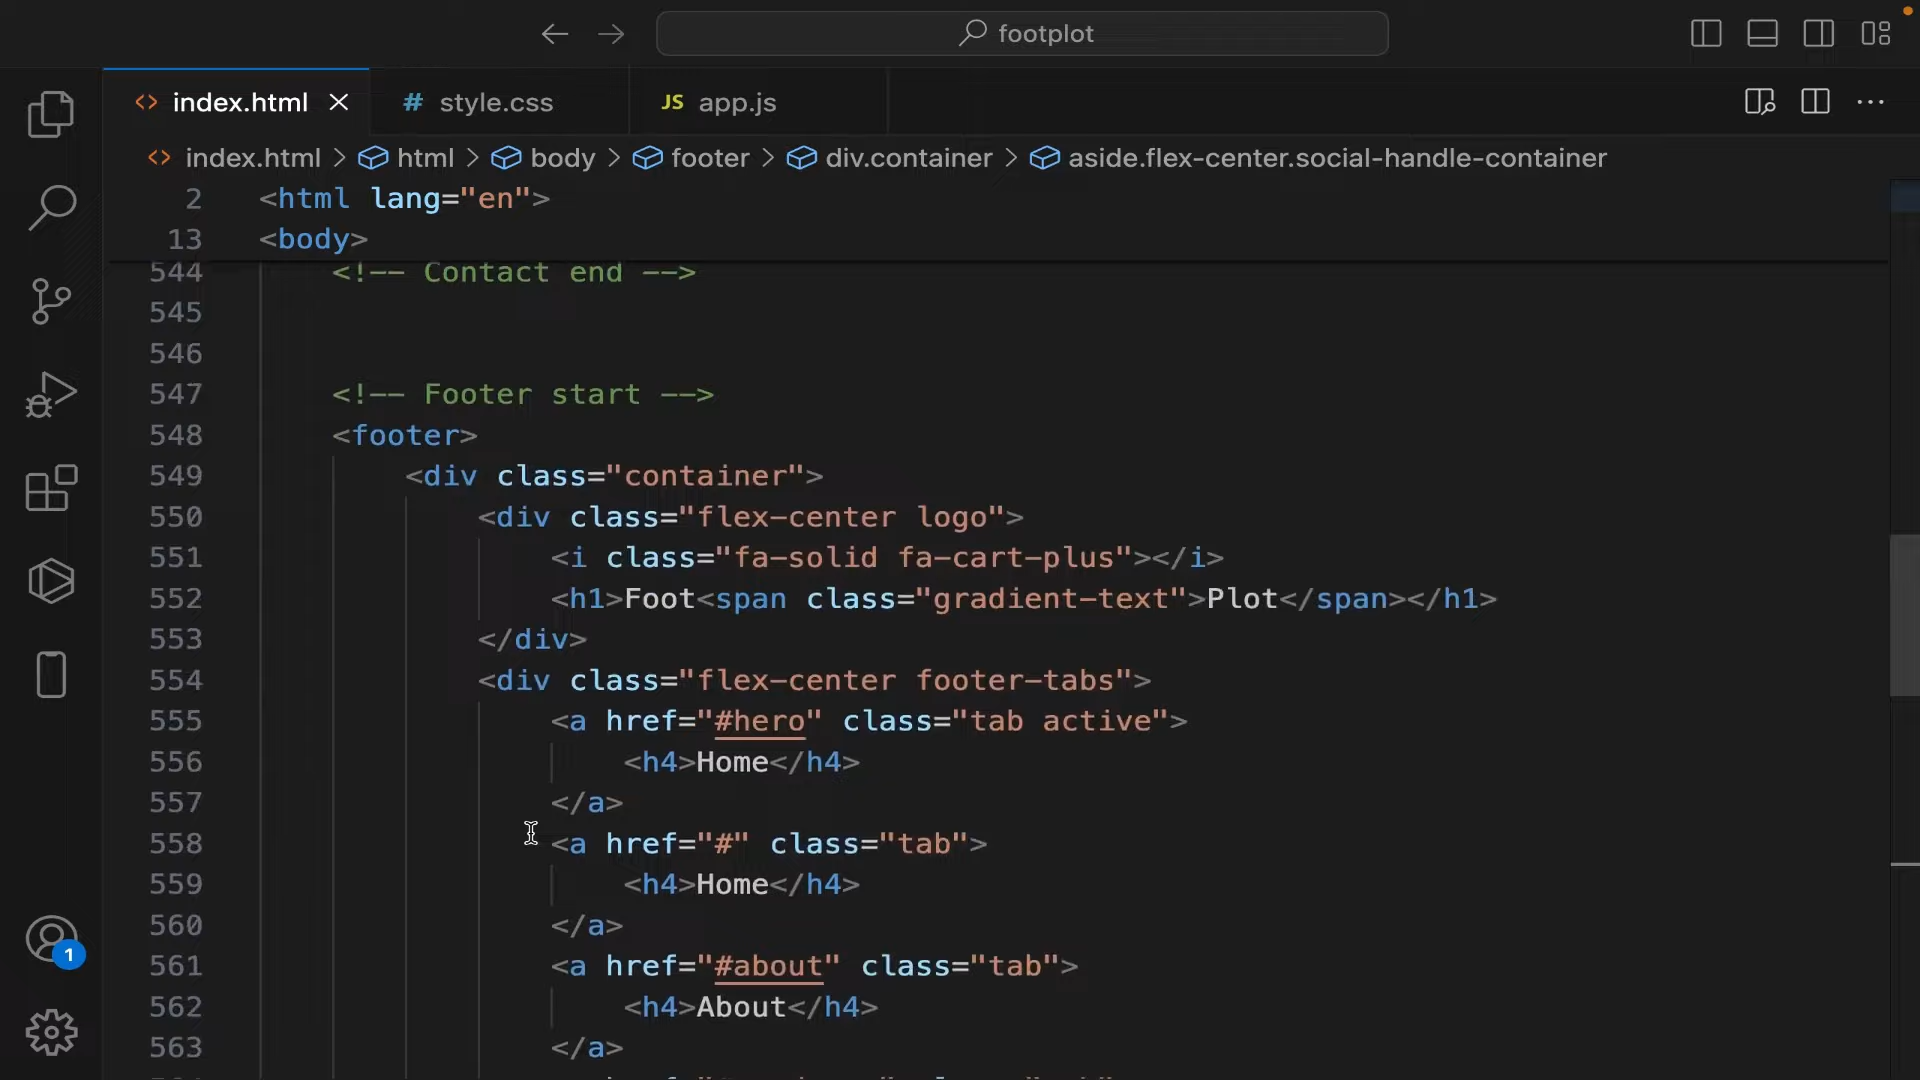 footplot
index.html
# style.css
JS app.js
index.html > html > body > footer > div.container > aside.flex-center.social-handle-container
2 <html lang="en">
13 <body>
544 <!-- Contact end -->
545
546
547 <!-- Footer start -->
548 <footer>
549 <div class="container">
550 <div class="flex-center logo">
551 <i class="fa-solid fa-cart-plus"></i>
552 <h1>Foot<span class="gradient-text">Plot</span></h1>
553 </div>
554 <div class="flex-center footer-tabs">
555 <a href="#hero" class="tab active">
556 <h4>Home</h4>
557 </a>
558 <a href="#" class="tab">
559 <h4>Home</h4>
560 </a>
561 <a href="#about" class="tab">
562 <h4>About</h4>
563 </a>
1